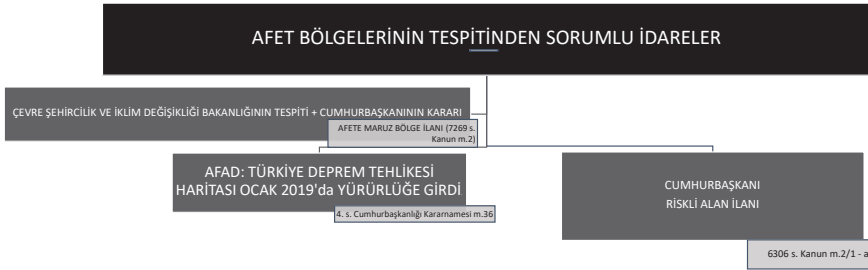 AFET BÖLGELERİNİN TESPİTİNDEN SORUMLU İDARELER
ÇEVRE ŞEHİRCİLİK VE İKLİM DEĞİŞİKLİĞİ BAKANLIĞININ TESPİTİ + CUMHURBAŞKANININ KARARI
AFETE MARUZ BÖLGE İLANI (7269 s.
Kanun m.2)
AFAD: TÜRKİYE DEPREM TEHLİKESİ
HARİTASI OCAK 2019'da YÜRÜRLÜĞE GİRDİ
4. s. Cumhurbaşkanlığı Kararnamesi m.36
CUMHURBAŞKANI
RİSKLİ ALAN İLANI
6306 s. Kanun m.2/1 - a